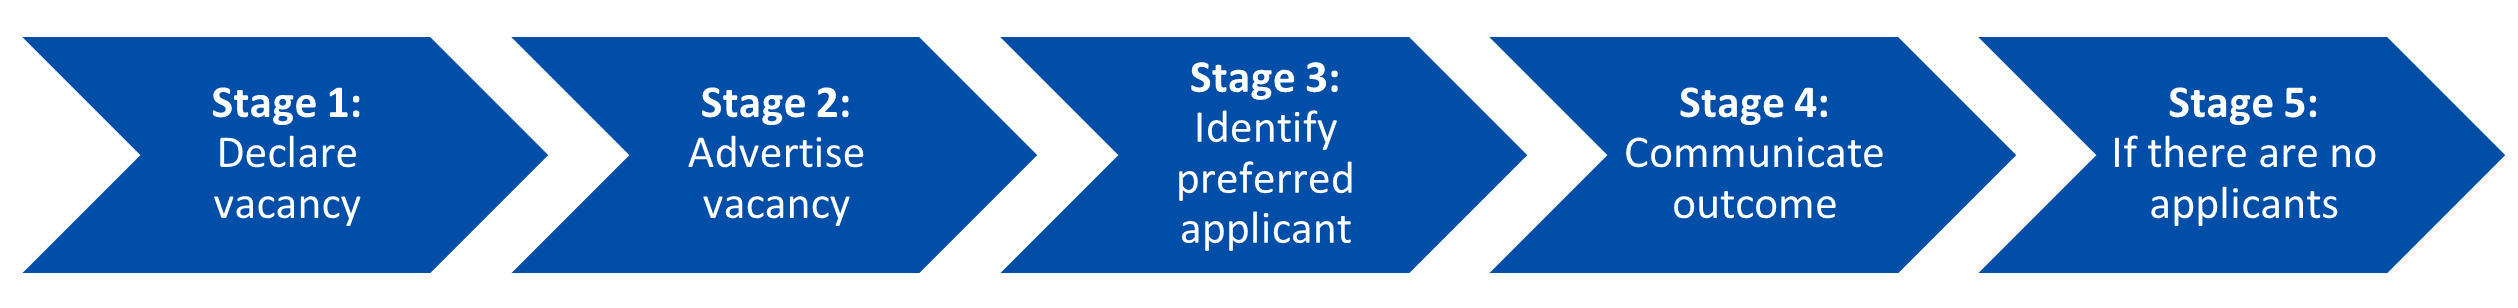 Stage 1:
Declare
vacancy
Stage 2:
Advertise
vacancy
Stage 3:
Identify
preferred
applicant
Stage 4:
Communicate
outcome
Stage 5:
If there are no
applicants